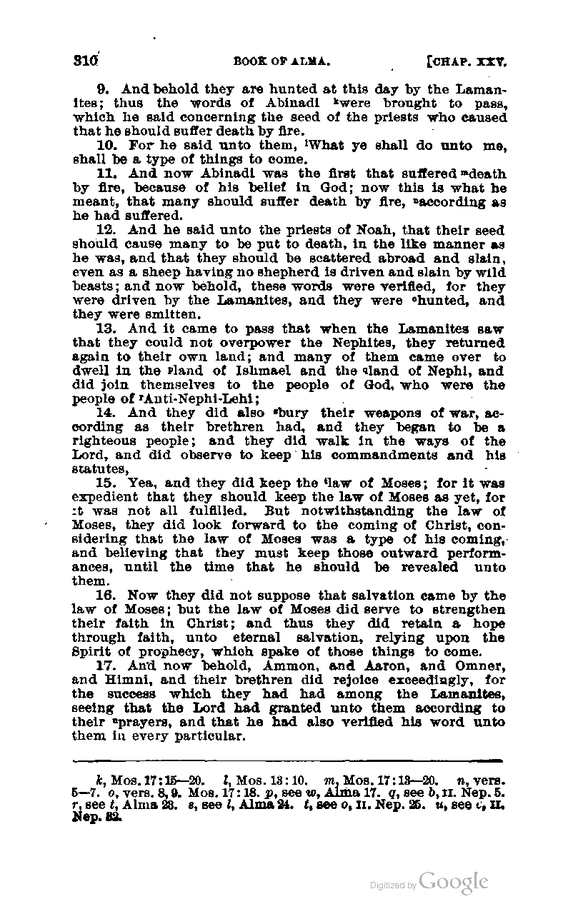 310 BOOK OF ALMA. [CHAP. XXV.
9. And behold they are hunted at this day by the Laman-
ites; thus the words of Abinadi kwere brought to pass,
which he said concerning the seed of the priests who caused
that he should suffer death by fire.
10. For he said unto them, lWhat ye shall do unto me,
shall be a type of things to come.
11. And now Abinadi was the first that suffered mdeath
by fire, because of his belief in God; now this is what he
meant, that many should suffer death by fire, naccording as
he had suffered.
12. And he said unto the priests of Noah, that their seed
should cause many to be put to death, in the like manner as
he was, and that they should be scattered abroad and slain,
even as a sheep having no shepherd is driven and slain by wild
beasts; and now behold, these words were verified, for they
were driven by the Lamanites, and they were ohunted, and
they were smitten.
13. And it came to pass that when the Lamanites saw
that they could not overpower the Nephites, they returned
again to their own land; and many of them came over to
dwell in the pland of Ishmael and the qland of Nephi, and
did join themselves to the people of God, who were the
people of rAnti-Nephi-Lehi;
14. And they did also sbury their weapons of war, ac-
cording as their brethren had, and they began to be a
righteous people; and they did walk in the ways of the
Lord, and did observe to keep his commandments and his
statutes,
15. Yea, and they did keep the tlaw of Moses; for it was
expedient that they should keep the law of Moses as yet, for
it was not all fulfilled. But notwithstanding the law of
Moses, they did look forward to the coming of Christ, con-
sidering that the law of Moses was a type of his coming,
and believing that they must keep those outward perform-
ances, until the time that he should be revealed unto
them.
16. Now they did not suppose that salvation came by the
law of Moses; but the law of Moses did serve to strengthen
their faith in Christ; and thus they did retain a hope
through faith, unto eternal salvation, relying upon the
Spirit of prophecy, which spake of those things to come.
17. And now behold, Ammon, and Aaron, and Omner,
and Himni, and their brethren did rejoice exceedingly, for
the success which they had had among the Lamanites,
seeing that the Lord had granted unto them according to
their uprayers, and that he had also verified his word unto
them in every particular.
k, Mos. 17:15—20. l, Mos. 13:10. m, Mos. 17:13—20. n, vers.
5—7. o, vers. 8, 9. Mos. 17:18. p, see w, Alma 17. q, see b, II. Nep. 5.
r, see t, Alma 23. s, see l, Alma 24. t, see o, II. Nep. 25. u, see c, II.
Nep. 32.
Digitized by Google